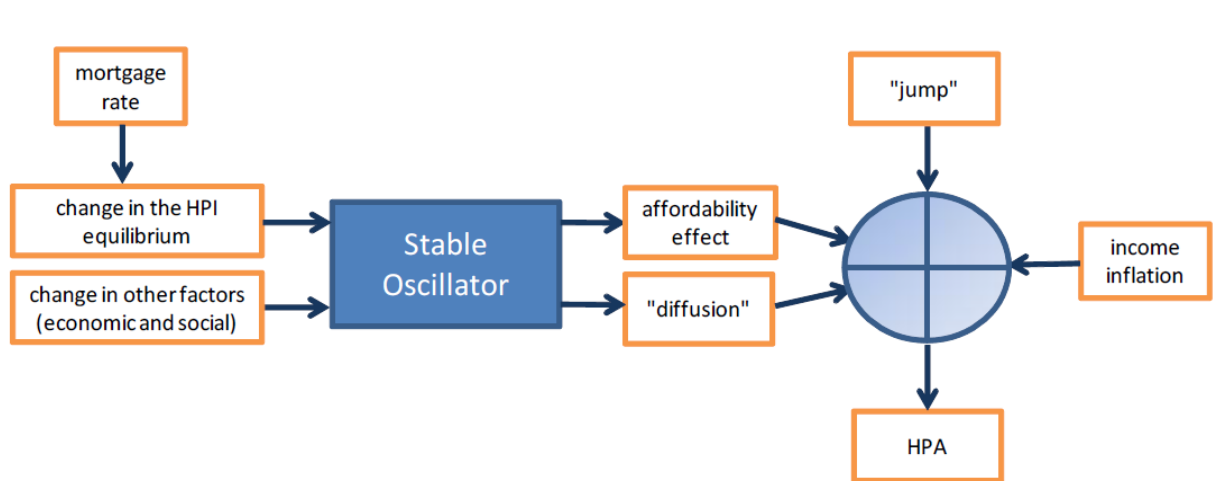 mortgage
rate
"jump"
change in the HPI
equilibrium
Stable
Oscillator
affordability
effect
income
inflation
change in other factors
(economic and social)
"diffusion"
HPA